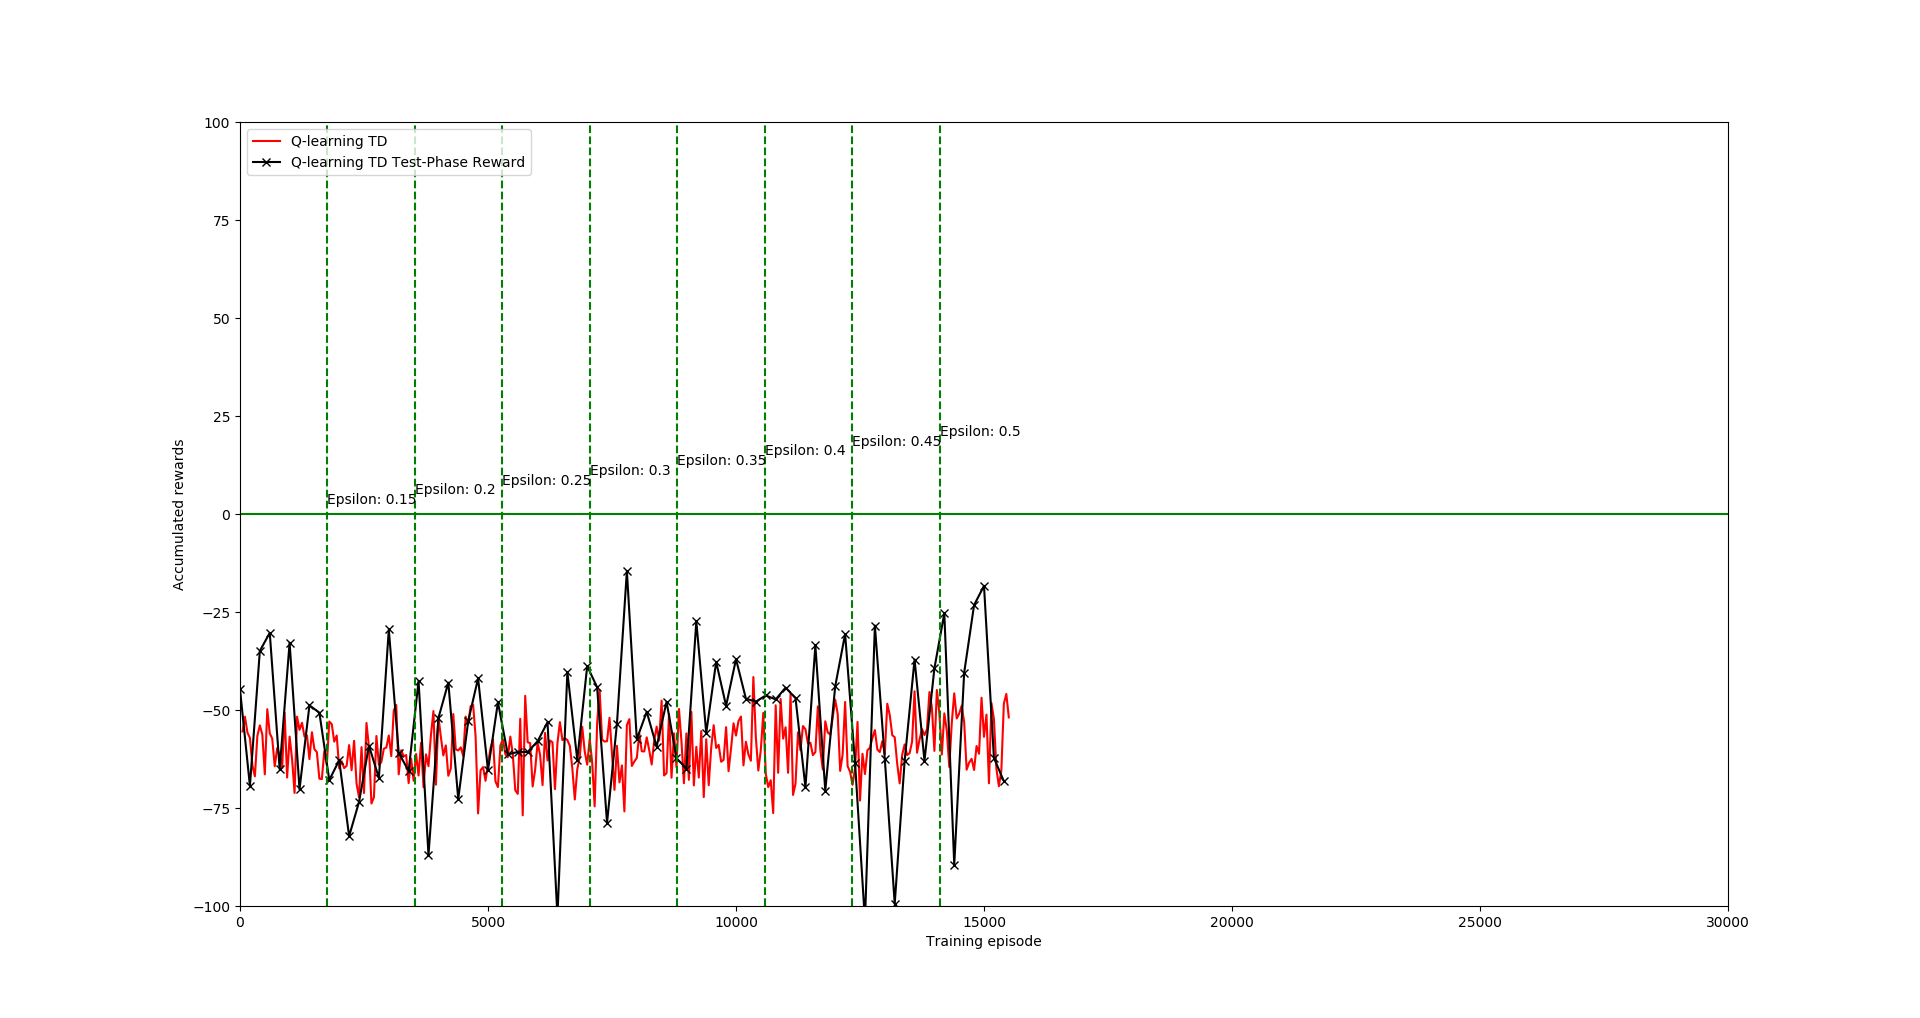 Q-learning TD
Q-learning TD Test-Phase Reward
100
75
50
25
0
−25
−50
−75
−100
Accumulated rewards
Epsilon: 0.15
Epsilon: 0.2
Epsilon: 0.25
Epsilon: 0.3
Epsilon: 0.35
Epsilon: 0.4
Epsilon: 0.45
Epsilon: 0.5
0 5000 10000 15000 20000 25000 30000
Training episode